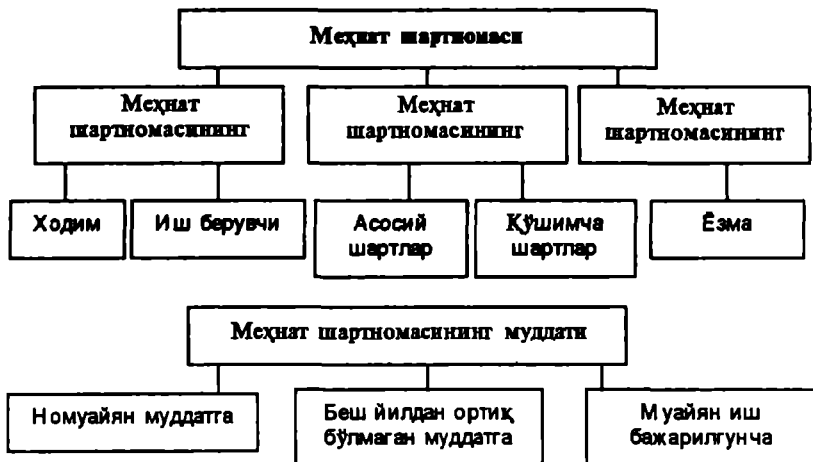 Меҳнат шартномаси
Меҳнат
шартномасининг
Меҳнат
шартномасининг
Меҳнат
шартномасининг
Ходим
Иш берувчи
Асосий
шартлар
Қўшимча
шартлар
Ёзма
Меҳнат шартномасининг муддати
Номуайян муддатга
Беш йилдан ортиқ
бўлмаган муддатга
Муайян иш
бажарилгунча